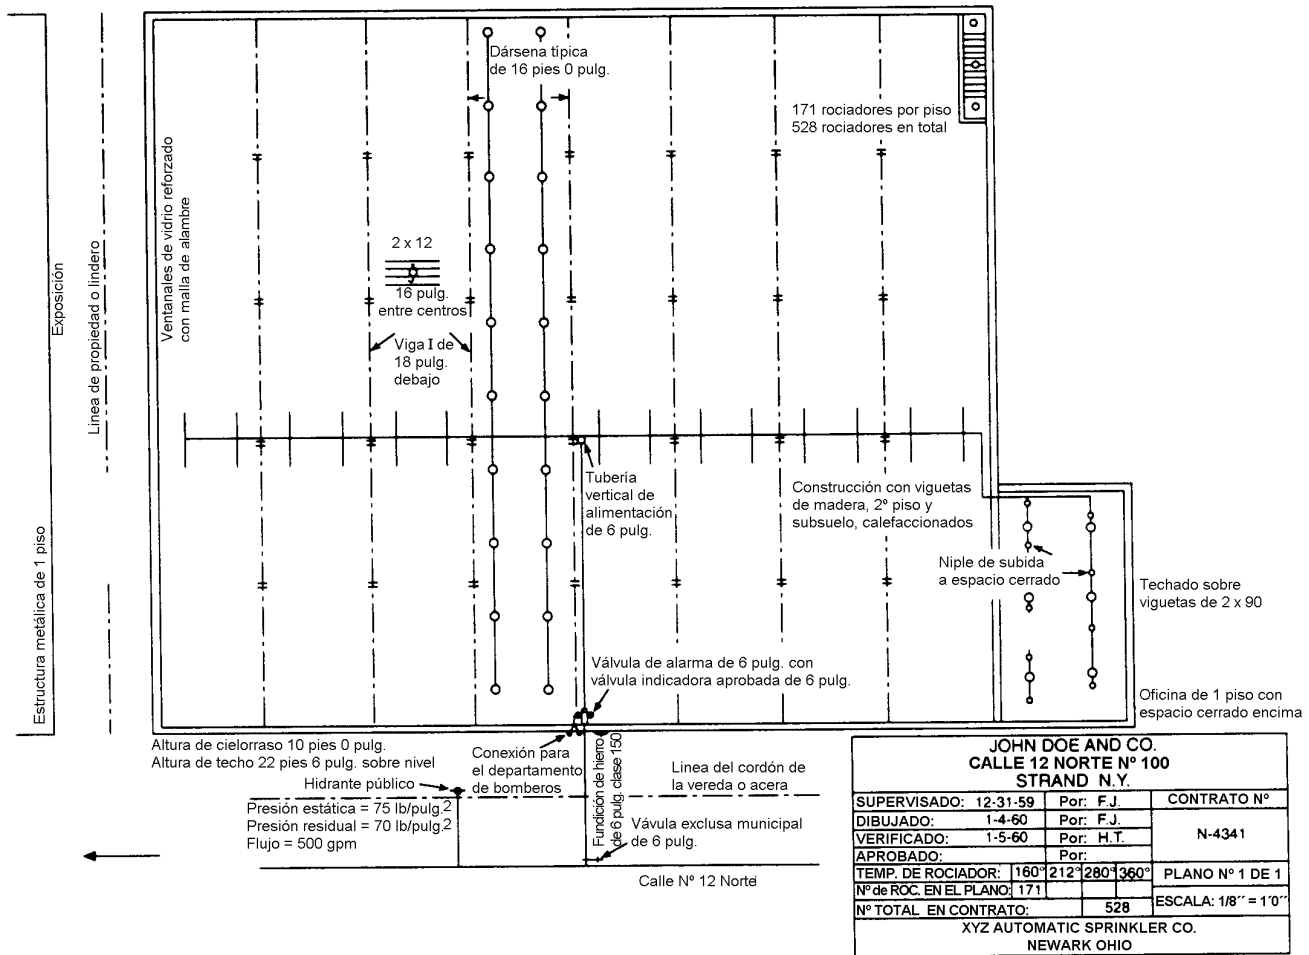 Dársena típica
de 16 pies 0 pulg.
171 rociadores por piso
528 rociadores en total
Ventanales de vidrio reforzado
con malla de alambre
Exposición
Línea de propiedad o lindero
Estructura metálica de 1 piso
2 x 12
16 pulg.
entre centros
Viga I de
18 pulg.
debajo
Tubería
vertical de
alimentación
de 6 pulg.
Construcción con viguetas
de madera, 2º piso y
subsuelo, calefaccionados
Niple de subida
a espacio cerrado
Techado sobre
viguetas de 2 x 90
Válvula de alarma de 6 pulg. con
válvula indicadora aprobada de 6 pulg.
Oficina de 1 piso con
espacio cerrado encima
Altura de cielorraso 10 pies 0 pulg.
Altura de techo 22 pies 6 pulg. sobre nivel
Hidrante público
Conexión para
el departamento
de bomberos
Fundición de hierro
de 6 pulg. clase 150
Linea del cordón de
la vereda o acera
Presión estática = 75 lb/pulg.2
Presión residual = 70 lb/pulg.2
Flujo = 500 gpm
Vávula exclusa municipal
de 6 pulg.
Calle Nº 12 Norte
JOHN DOE AND CO.
CALLE 12 NORTE Nº 100
STRAND N.Y.
SUPERVISADO: 12-31-59 Por: F.J. CONTRATO Nº
DIBUJADO: 1-4-60 Por: F.J.
VERIFICADO: 1-5-60 Por: H.T. N-4341
APROBADO: Por:
TEMP. DE ROCIADOR: 160° 212° 280° 360° PLANO Nº 1 DE 1
Nº de ROC. EN EL PLANO: 171
ESCALA: 1/8´´ = 1´0´´
Nº TOTAL EN CONTRATO: 528
XYZ AUTOMATIC SPRINKLER CO.
NEWARK OHIO